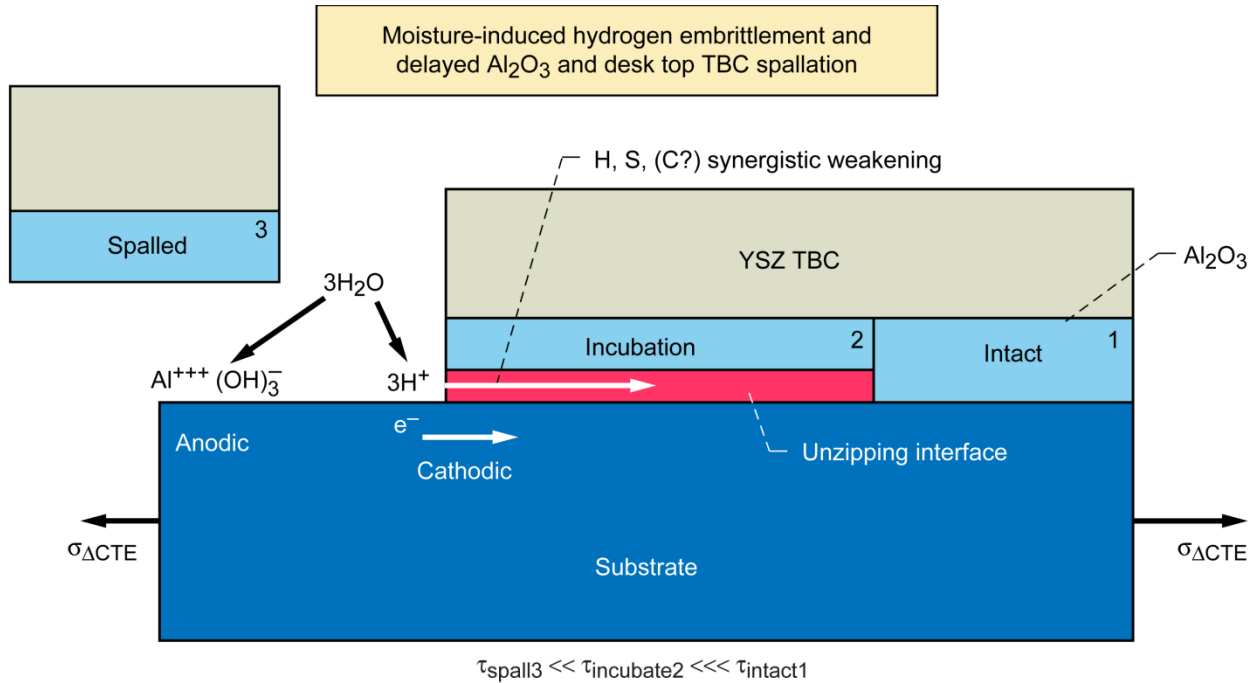 Moisture-induced hydrogen embrittlement and
delayed Al₂O₃ and desk top TBC spallation
H, S, (C?) synergistic weakening
3
Spalled
YSZ TBC
Al₂O₃
3H₂O
Incubation
2
Intact
1
Al⁺⁺⁺ (OH)₃⁻
3H⁺
e⁻
Anodic
Cathodic
Unzipping interface
σΔCTE
σΔCTE
Substrate
τspall3 << τincubate2 <<< τintact1